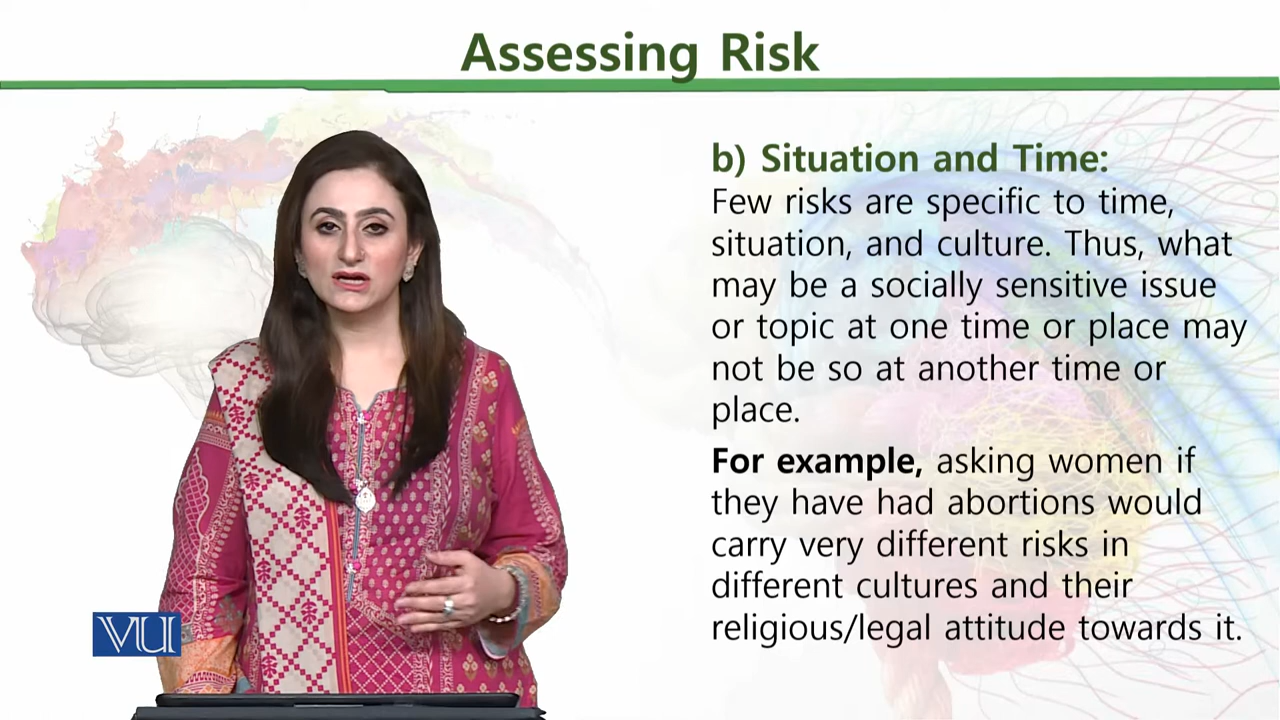 Assessing Risk
b) Situation and Time:
Few risks are specific to time,
situation, and culture. Thus, what
may be a socially sensitive issue
or topic at one time or place may
not be so at another time or
place.
For example, asking women if
they have had abortions would
carry very different risks in
different cultures and their
religious/legal attitude towards it.
VU